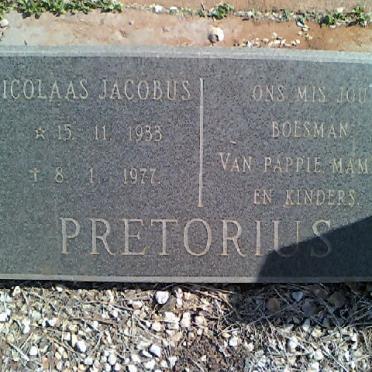 ICOLAAS JACOBUS
☆ 15. 11. 1933
† 8. 1. 1977.
ONS MIS JOU
BOESMAN.
VAN PAPPIE, MAM
EN KINDERS.
PRETORIUS